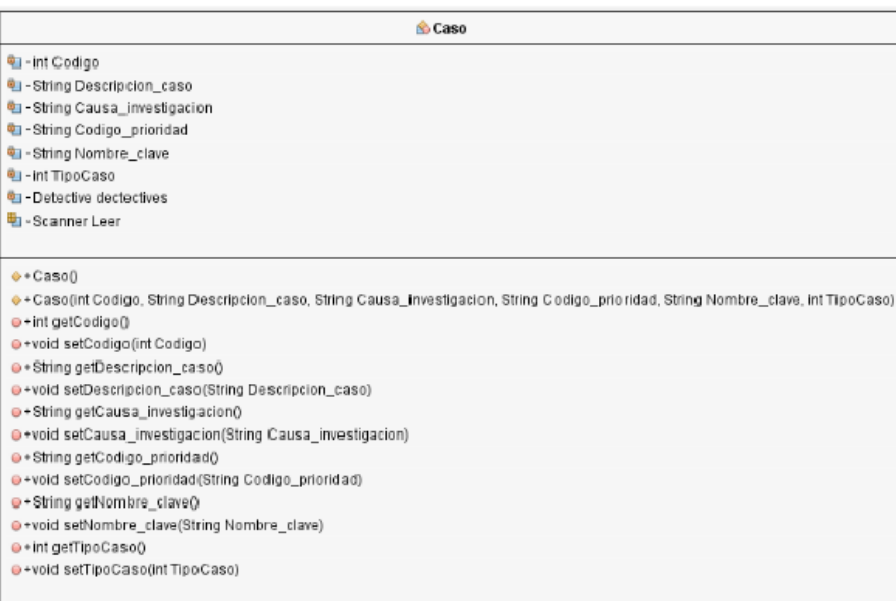 Caso
-int Codigo
-String Descripcion_caso
-String Causa_investigacion
-String Codigo_prioridad
-String Nombre_clave
-int TipoCaso
-Detective dectectives
-Scanner Leer
+Caso()
+Caso(int Codigo, String Descripcion_caso, String Causa_investigacion, String Codigo_prioridad, String Nombre_clave, int TipoCaso)
+int getCodigo()
+void setCodigo(int Codigo)
+String getDescripcion_caso()
+void setDescripcion_caso(String Descripcion_caso)
+String getCausa_investigacion()
+void setCausa_investigacion(String Causa_investigacion)
+String getCodigo_prioridad()
+void setCodigo_prioridad(String Codigo_prioridad)
+String getNombre_clave()
+void setNombre_clave(String Nombre_clave)
+int getTipoCaso()
+void setTipoCaso(int TipoCaso)